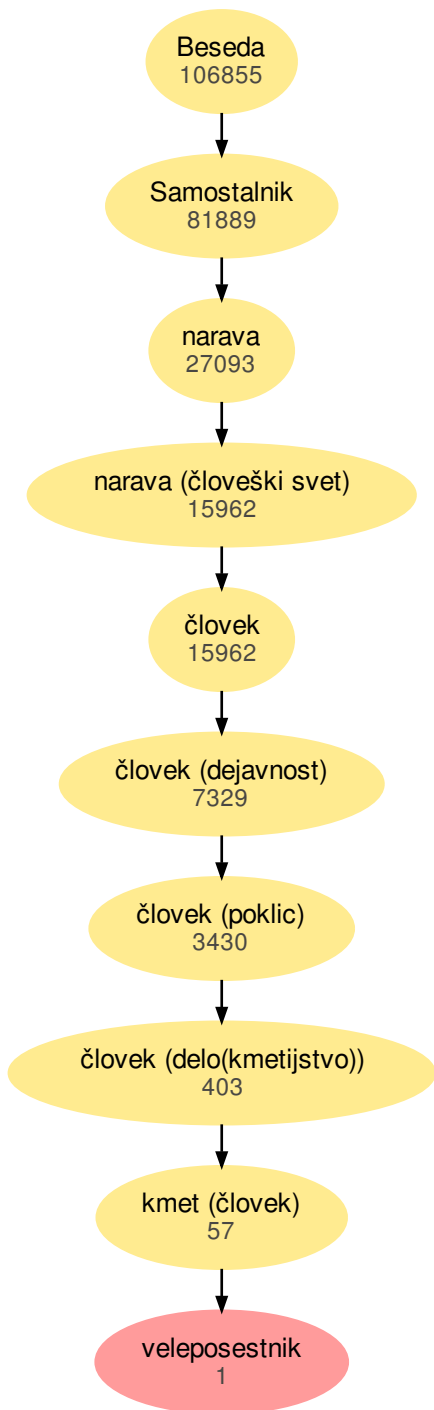 Beseda
106855
Samostalnik
81889
narava
27093
narava (človeški svet)
15962
človek
15962
človek (dejavnost)
7329
človek (poklic)
3430
človek (delo(kmetijstvo))
403
kmet (človek)
57
veleposestnik
1